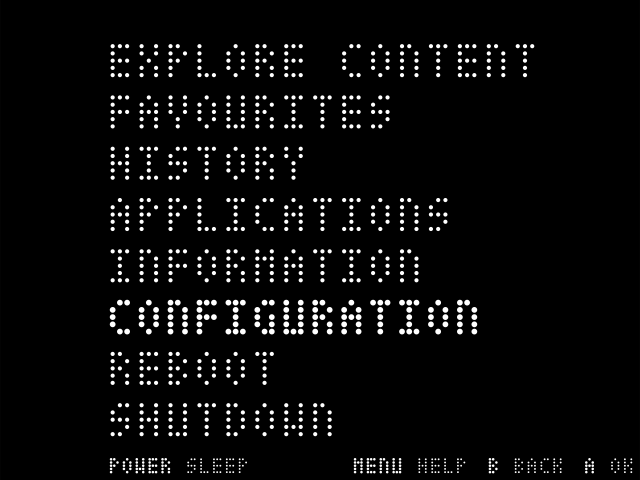 EXPLORE CONTENT
FAVOURITES
HISTORY
APPLICATIONS
INFORMATION
CONFIGURATION
REBOOT
SHUTDOWN
POWER SLEEP MENU HELP B BACK A OK